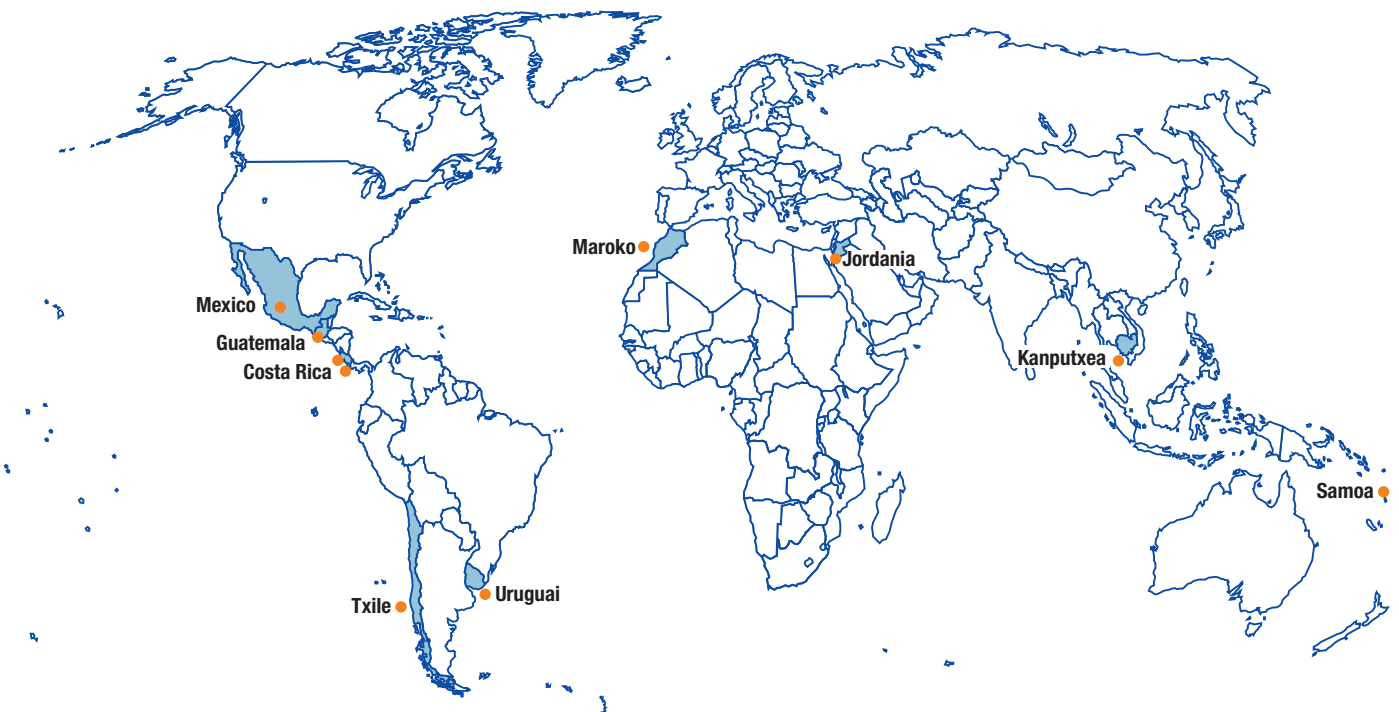 Maroko
Jordania
Mexico
Guatemala
Kanputxea
Costa Rica
Samoa
Uruguai
Txile